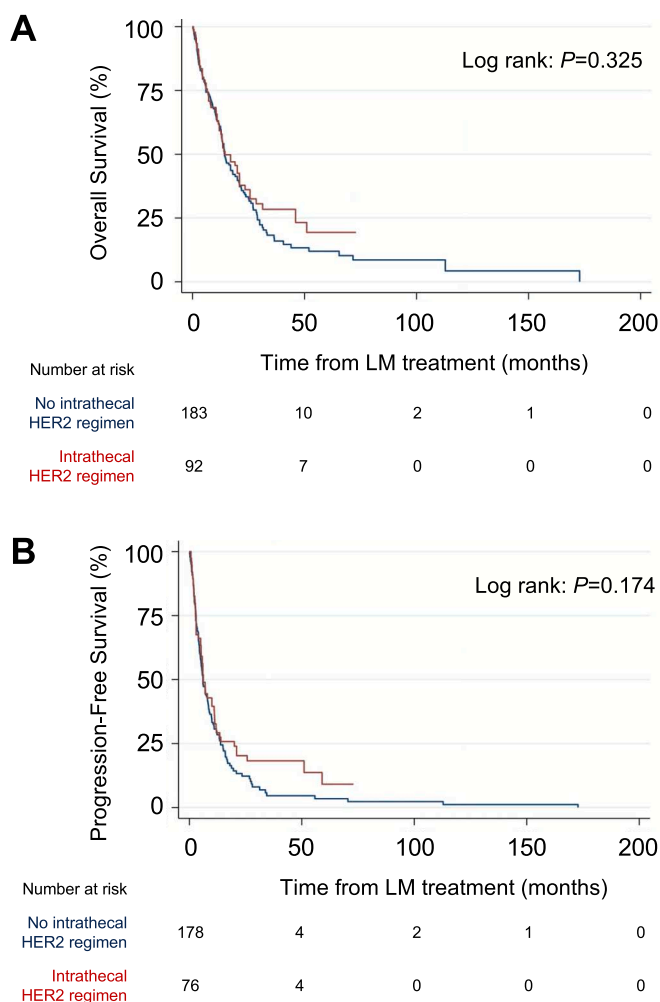 A
Log rank: P=0.325
Overall Survival (%)
100
75
50
25
0
0 50 100 150 200
Time from LM treatment (months)
Number at risk
No intrathecal
HER2 regimen
183 10 2 1 0
Intrathecal
HER2 regimen
92 7 0 0 0
B
Log rank: P=0.174
Progression-Free Survival (%)
100
75
50
25
0
0 50 100 150 200
Time from LM treatment (months)
Number at risk
No intrathecal
HER2 regimen
178 4 2 1 0
Intrathecal
HER2 regimen
76 4 0 0 0